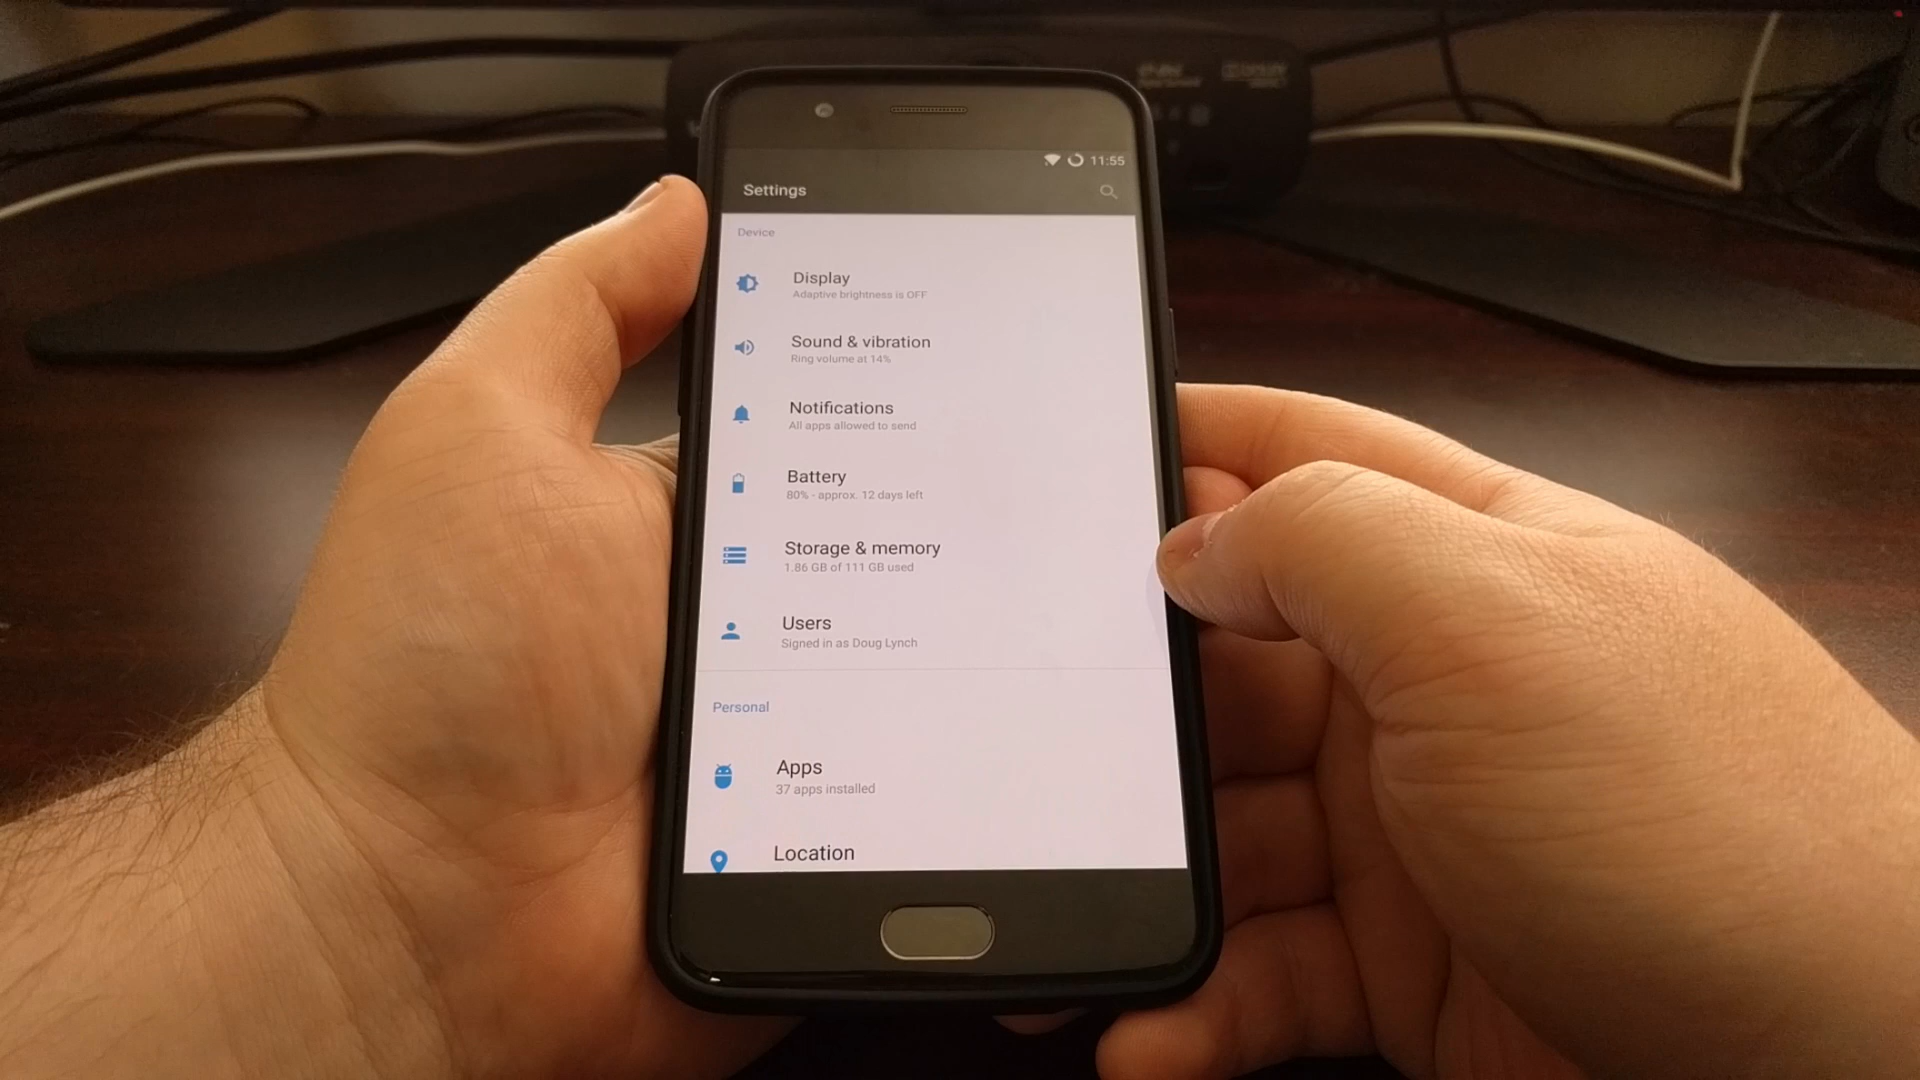 11:55
Settings
Device
Display
Adaptive brightness is OFF
Sound & vibration
Ring volume at 14%
Notifications
All apps allowed to send
Battery
80% - approx. 12 days left
Storage & memory
1.86 GB of 111 GB used
Users
Signed in as Doug Lynch
Personal
Apps
37 apps installed
Location